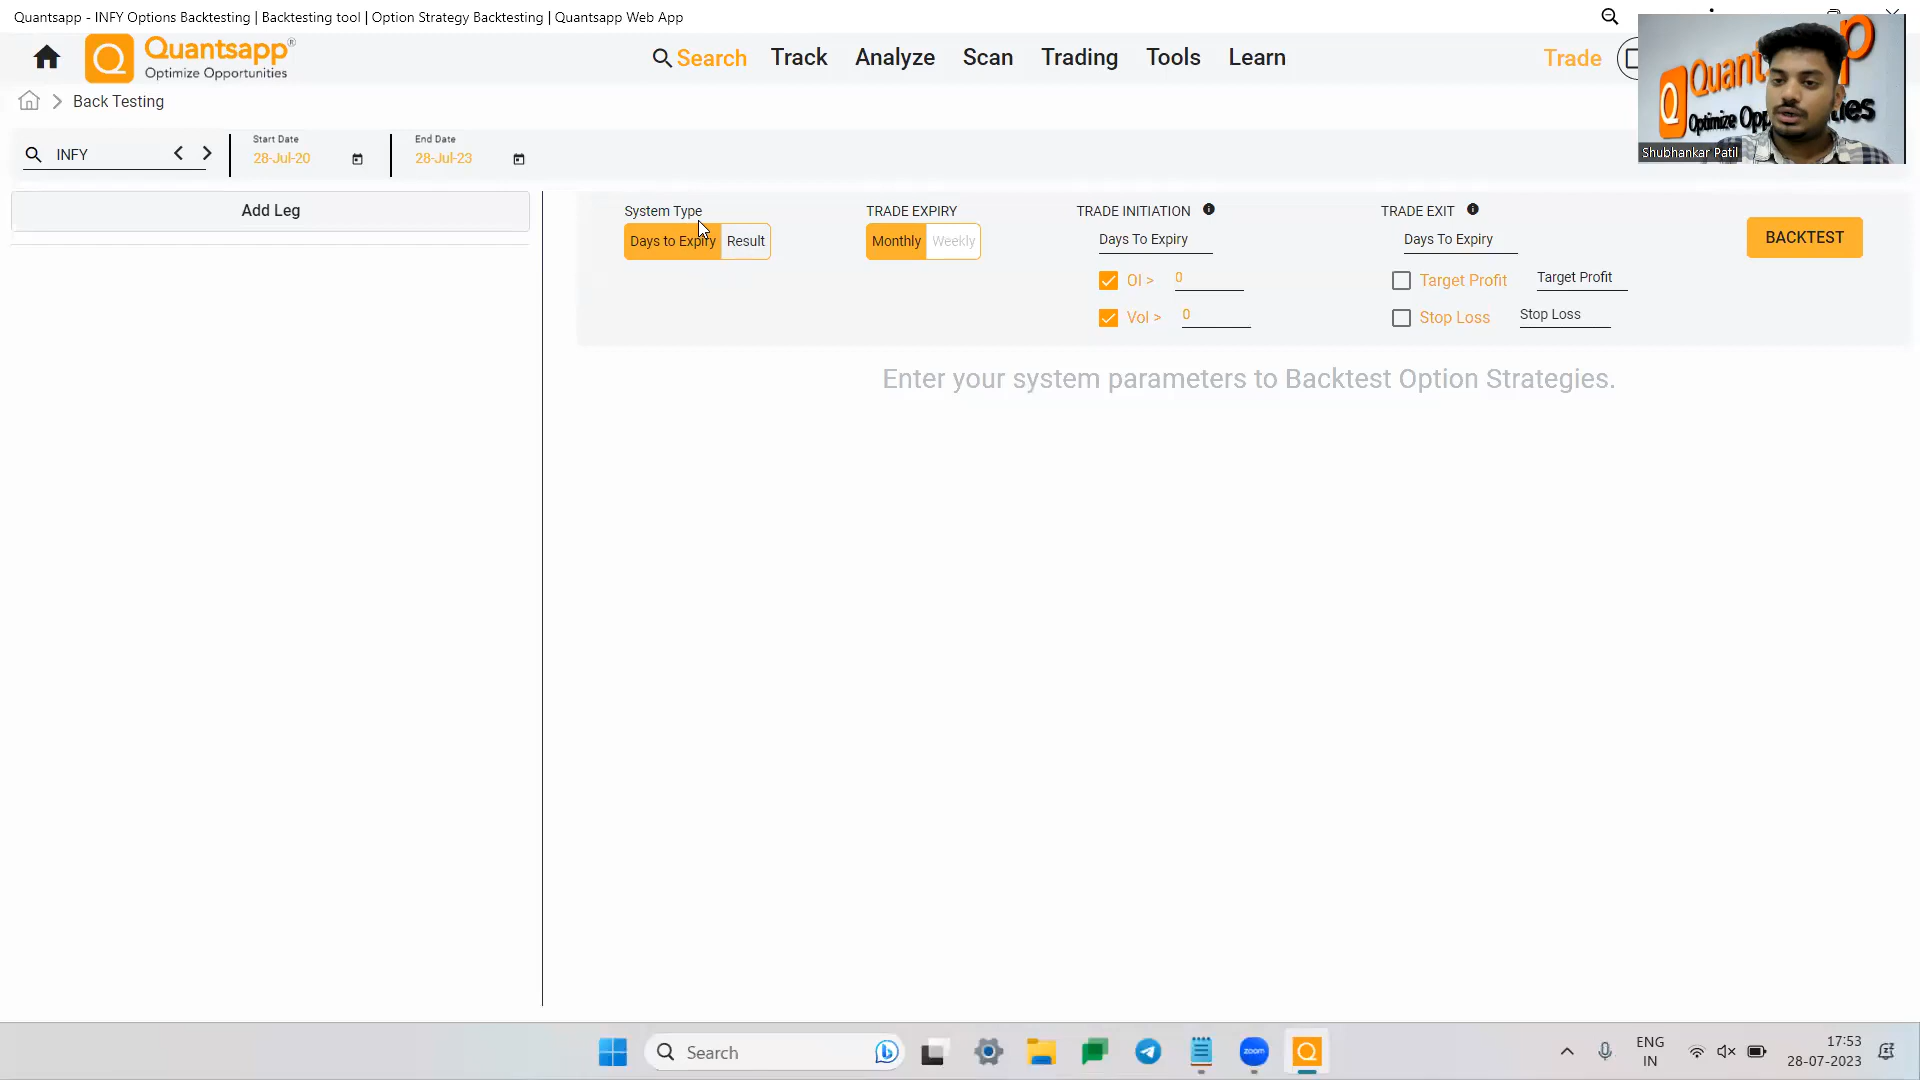 Quantsapp - INFY Options Backtesting | Backtesting tool | Option Strategy Backtesting | Quantsapp Web App
Quantsapp®
Optimize Opportunities
Search Track Analyze Scan Trading Tools Learn
Trade
Back Testing
INFY
Start Date
28-Jul-20
End Date
28-Jul-23
Shubhankar Patil
Add Leg
System Type
Days to Expiry Result
TRADE EXPIRY
Monthly Weekly
TRADE INITIATION
Days To Expiry
OI > 0
Vol > 0
TRADE EXIT
Days To Expiry
Target Profit Target Profit
Stop Loss Stop Loss
BACKTEST
Enter your system parameters to Backtest Option Strategies.
Search
zoom
ENG
IN
17:53
28-07-2023